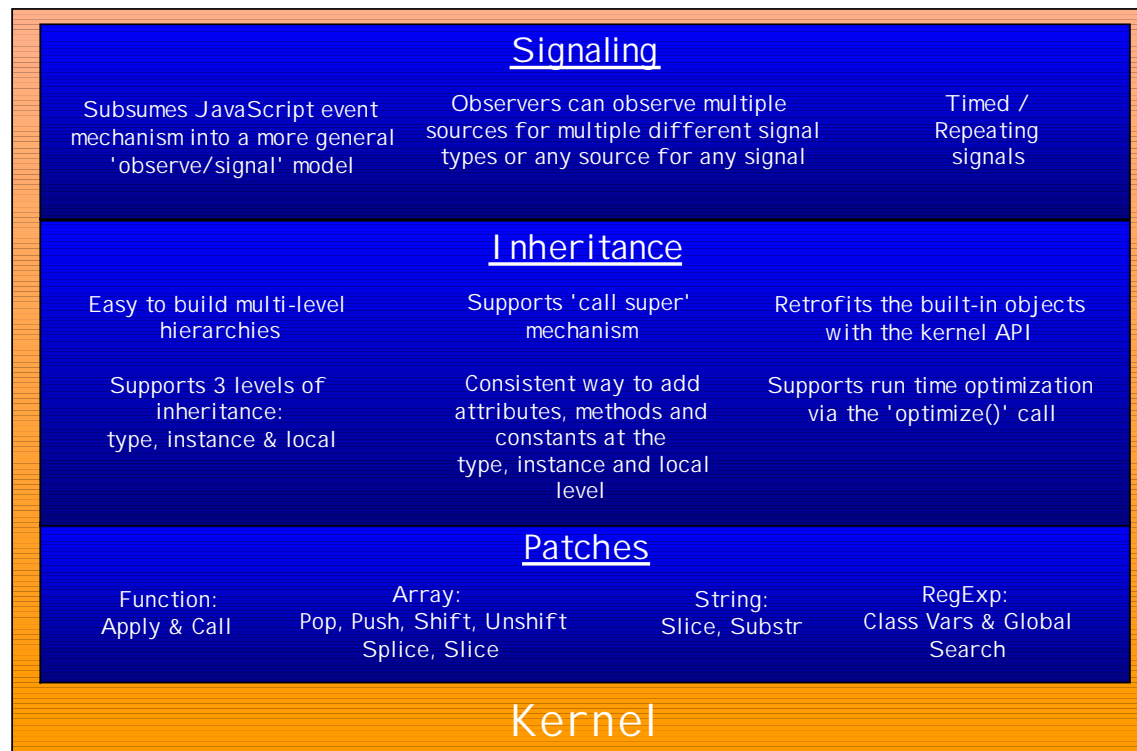 Signaling
Subsumes JavaScript event
mechanism into a more general
'observe/signal' model
Observers can observe multiple
sources for multiple different signal
types or any source for any signal
Timed /
Repeating
signals
Inheritance
Easy to build multi-level
hierarchies
Supports 'call super'
mechanism
Retrofits the built-in objects
with the kernel API
Supports 3 levels of
inheritance:
type, instance & local
Consistent way to add
attributes, methods and
constants at the
type, instance and local
level
Supports run time optimization
via the 'optimize()' call
Patches
Function:
Apply & Call
Array:
Pop, Push, Shift, Unshift
Splice, Slice
String:
Slice, Substr
RegExp:
Class Vars & Global
Search
Kernel